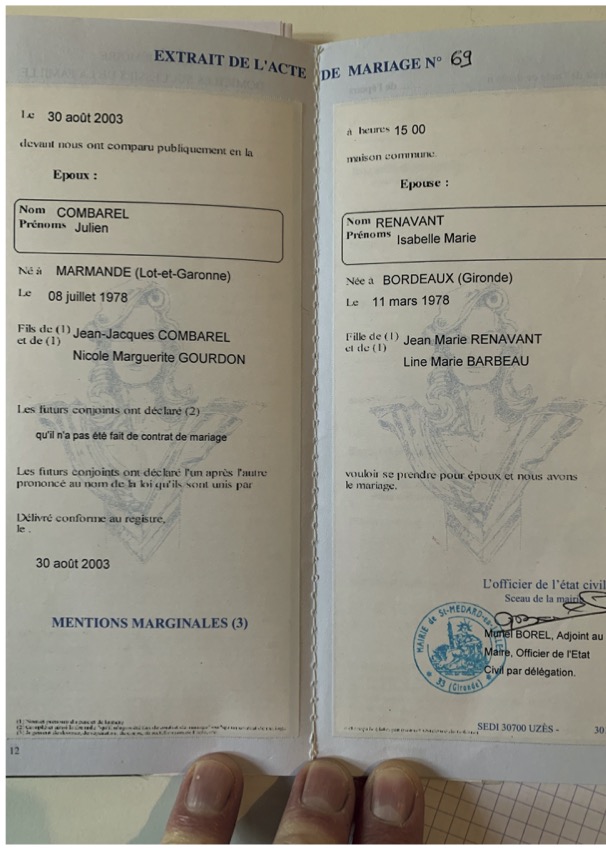 EXTRAIT DE L'ACTE DE MARIAGE N° 69
Le 30 août 2003
devant nous ont comparu publiquement en la
Epoux :
Nom COMBAREL
Prénoms Julien
Né à MARMANDE (Lot-et-Garonne)
Le 08 juillet 1978
Fils de (1) Jean-Jacques COMBAREL
et de (1) Nicole Marguerite GOURDON
Les futurs conjoints ont déclaré (2)
qu'il n'a pas été fait de contrat de mariage
Les futurs conjoints ont déclaré l'un après l'autre
prononcé au nom de la loi qu'ils sont unis par
Délivré conforme au registre,
le .
30 août 2003
MENTIONS MARGINALES (3)
12
à heures 15 00
maison commune.
Epouse :
Nom RENAVANT
Prénoms Isabelle Marie
Née à BORDEAUX (Gironde)
Le 11 mars 1978
Fille de (1) Jean Marie RENAVANT
et de (1) Line Marie BARBEAU
vouloir se prendre pour époux et nous avons
le mariage.
L'officier de l'état civil
Sceau de la mairie
MAIRIE de St-MEDARD
(Gironde)
Muriel BOREL, Adjoint au
Maire, Officier de l'Etat
Civil par délégation.
SEDI 30700 UZÈS -
30